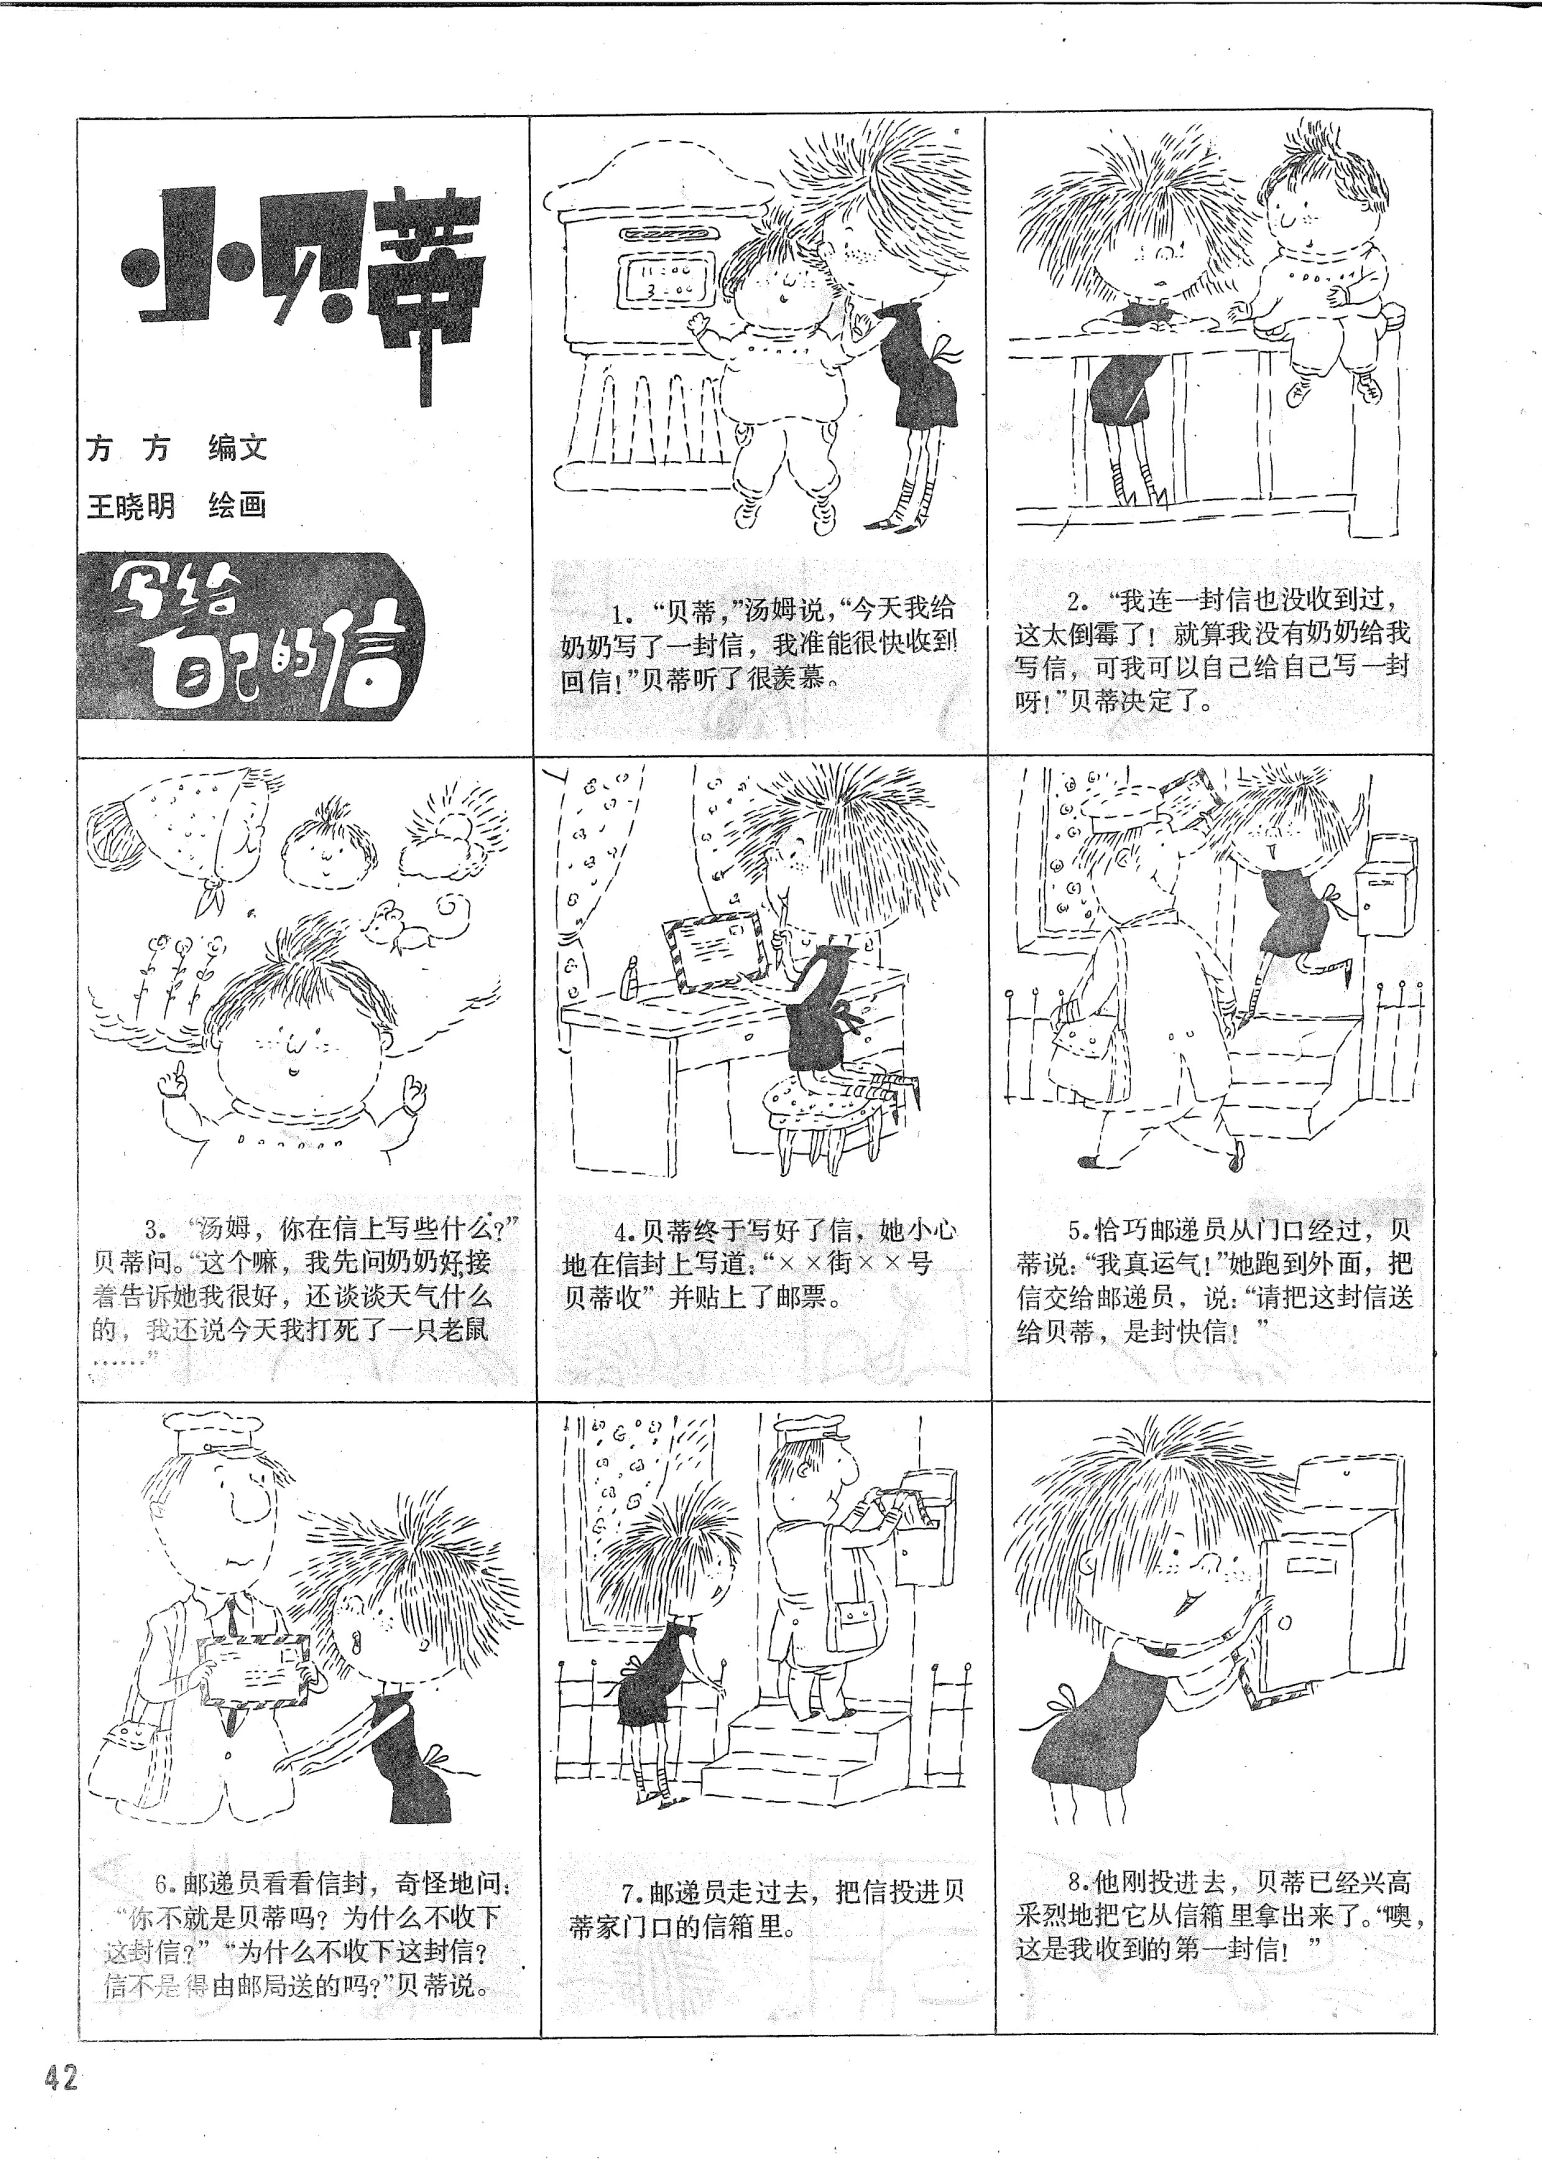 小贝蒂
方 方 编文
王晓明 绘画
写给
自己的信
11:00
3:00
1. “贝蒂，”汤姆说，“今天我给
奶奶写了一封信，我准能很快收到
回信！”贝蒂听了很羡慕。
2. “我连一封信也没收到过，
这太倒霉了！就算我没有奶奶给我
写信，可我可以自己给自己写一封
呀！”贝蒂决定了。
3. “汤姆，你在信上写些什么？”
贝蒂问。“这个嘛，我先问奶奶好，接
着告诉她我很好，还谈谈天气什么
的，我还说今天我打死了一只老鼠
……”
4. 贝蒂终于写好了信，她小心
地在信封上写道：“××街××号
贝蒂收” 并贴上了邮票。
5. 恰巧邮递员从门口经过，贝
蒂说：“我真运气！”她跑到外面，把
信交给邮递员，说：“请把这封信送
给贝蒂，是封快信！”
6. 邮递员看看信封，奇怪地问：
“你不就是贝蒂吗？为什么不收下
这封信？”“为什么不收下这封信？
信不是得由邮局送的吗？”贝蒂说。
7. 邮递员走过去，把信投进贝
蒂家门口的信箱里。
8. 他刚投进去，贝蒂已经兴高
采烈地把它从信箱里拿出来了。“噢，
这是我收到的第一封信！”
42